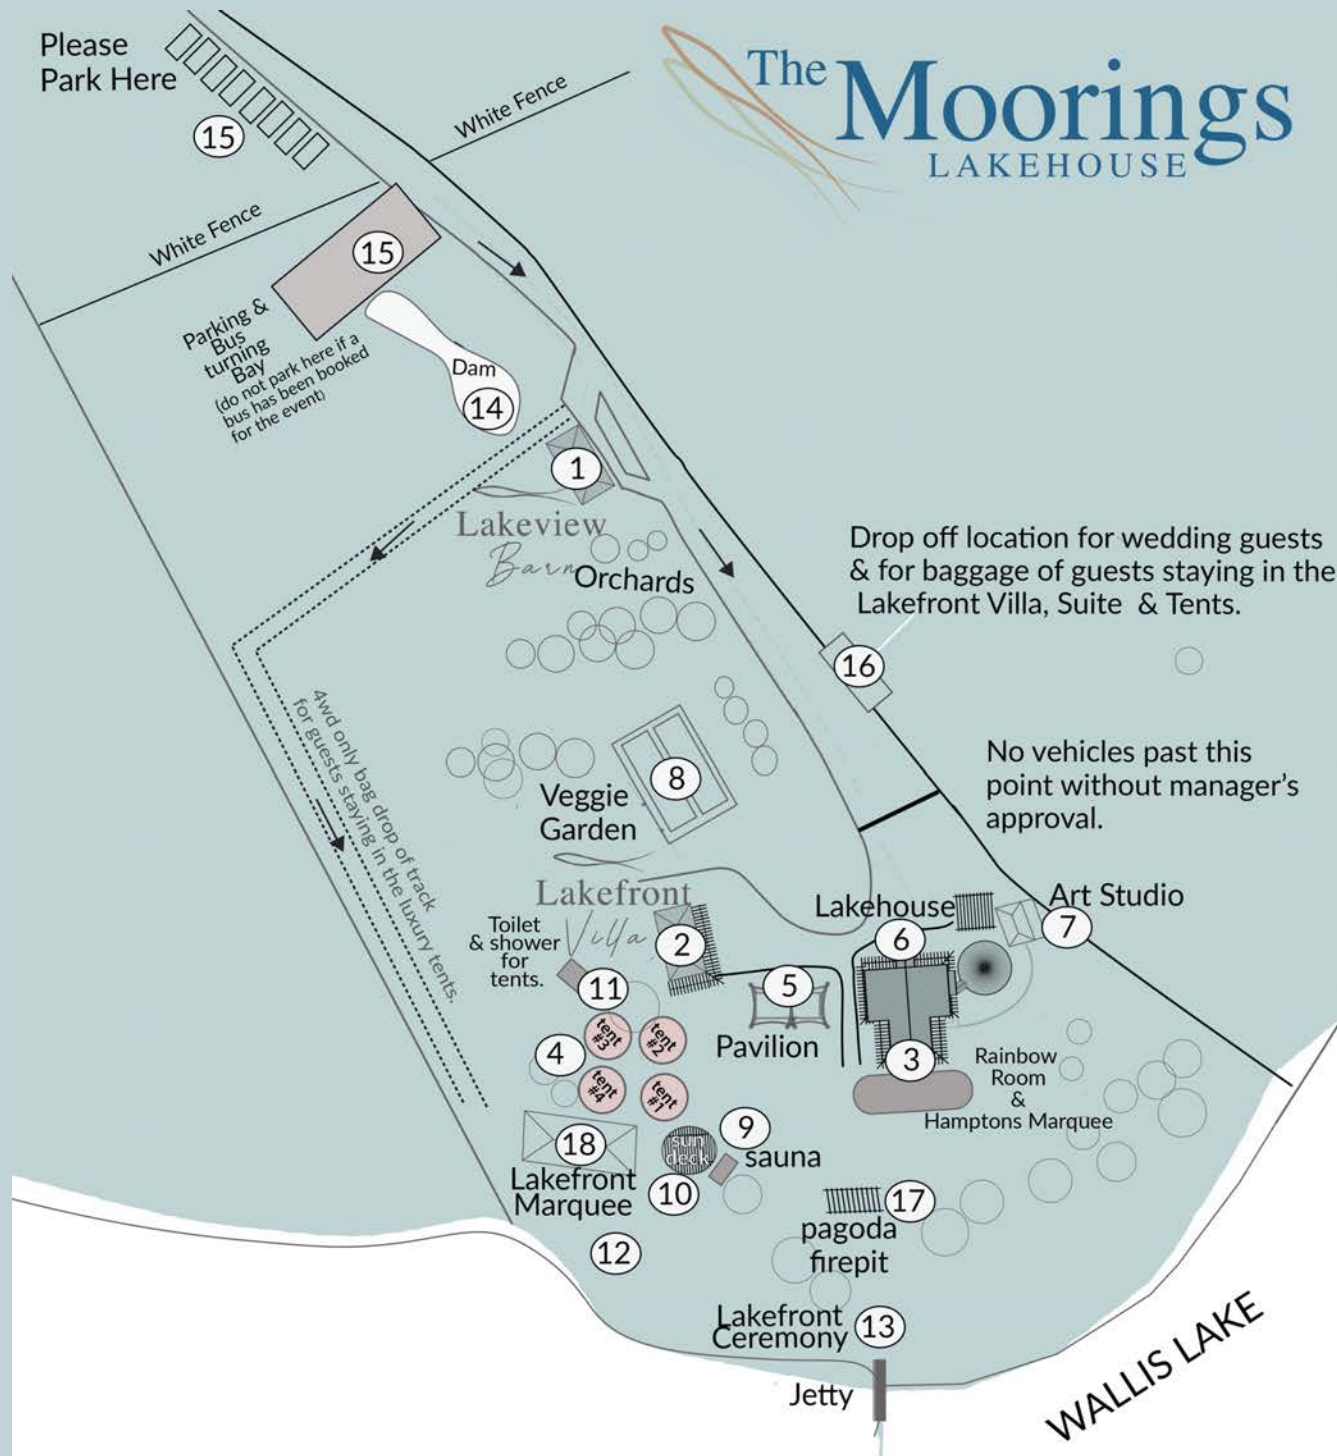 Please
Park Here
15
White Fence
The Moorings
LAKEHOUSE
White Fence
15
Parking &
Bus
turning
Bay
(do not park here if a
bus has been booked
for the event)
Dam
14
1
Lakeview
Barn
Orchards
Drop off location for wedding guests
& for baggage of guests staying in the
Lakefront Villa, Suite & Tents.
16
4wd only bag drop of track
for guests staying in the luxury tents.
8
Veggie
Garden
No vehicles past this
point without manager's
approval.
Lakefront
Villa
2
Toilet
& shower
for
tents.
11
Lakehouse
6
Art Studio
7
5
Pavilion
3
Rainbow
Room
&
Hamptons Marquee
4
tent
#3
tent
#2
tent
#4
tent
#1
18
Lakefront
Marquee
sun
deck
9
sauna
10
12
17
pagoda
firepit
Lakefront
Ceremony
13
Jetty
WALLIS LAKE